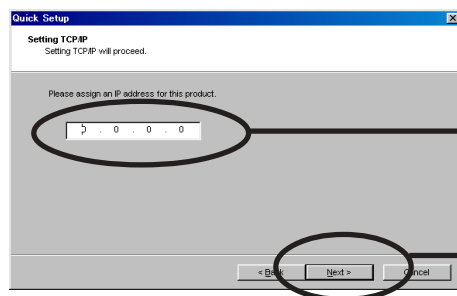 Quick Setup
Setting TCP/IP
Setting TCP/IP will proceed.
Please assign an IP address for this product.
0 . 0 . 0 . 0
< Back Next > Cancel